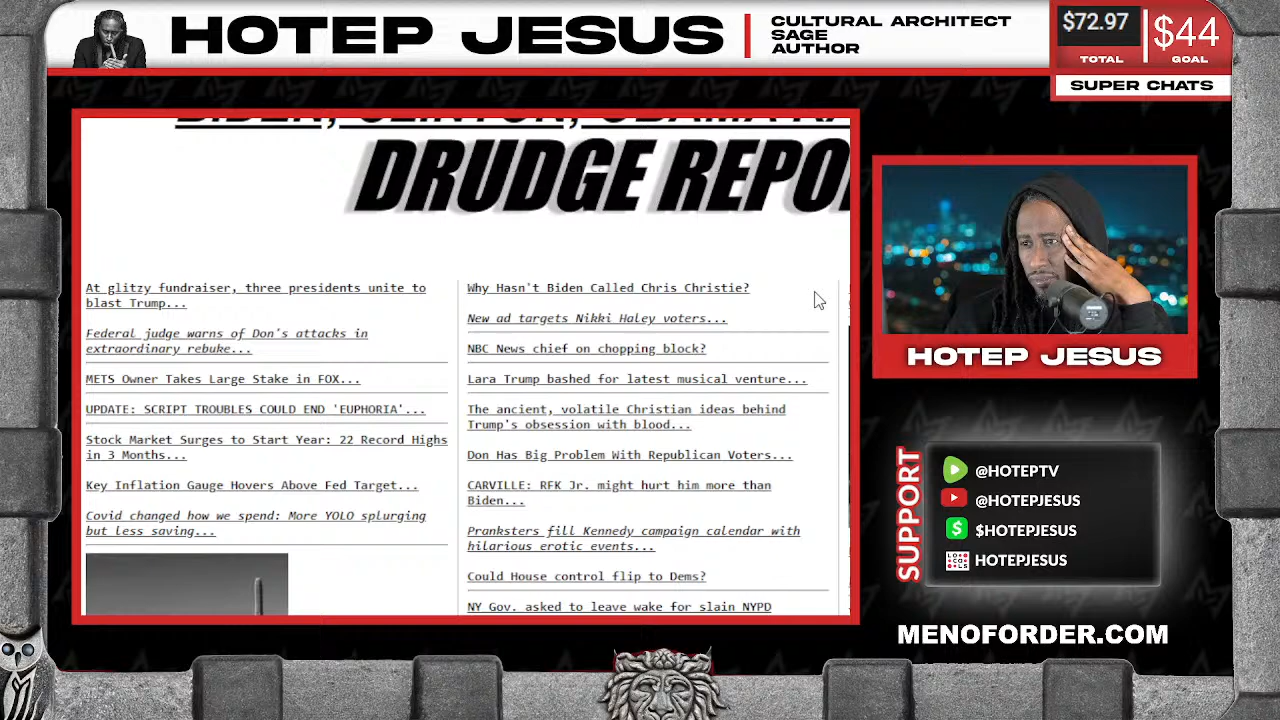 HOTEP JESUS
CULTURAL ARCHITECT
SAGE
AUTHOR
$72.97
TOTAL
$44
GOAL
SUPER CHATS
BIDEN, CLINTON, OBAMA
DRUDGE REPO
At glitzy fundraiser, three presidents unite to
blast Trump...
Federal judge warns of Don's attacks in
extraordinary rebuke...
METS Owner Takes Large Stake in FOX...
UPDATE: SCRIPT TROUBLES COULD END 'EUPHORIA'...
Stock Market Surges to Start Year: 22 Record Highs
in 3 Months...
Key Inflation Gauge Hovers Above Fed Target...
Covid changed how we spend: More YOLO splurging
but less saving...
Why Hasn't Biden Called Chris Christie?
New ad targets Nikki Haley voters...
NBC News chief on chopping block?
Lara Trump bashed for latest musical venture...
The ancient, volatile Christian ideas behind
Trump's obsession with blood...
Don Has Big Problem With Republican Voters...
CARVILLE: RFK Jr. might hurt him more than
Biden...
Pranksters fill Kennedy campaign calendar with
hilarious erotic events...
Could House control flip to Dems?
NY Gov. asked to leave wake for slain NYPD
HOTEP JESUS
SUPPORT
@HOTEPTV
@HOTEPJESUS
$HOTEPJESUS
LOCALS
HOTEPJESUS
MENOFORDER.COM